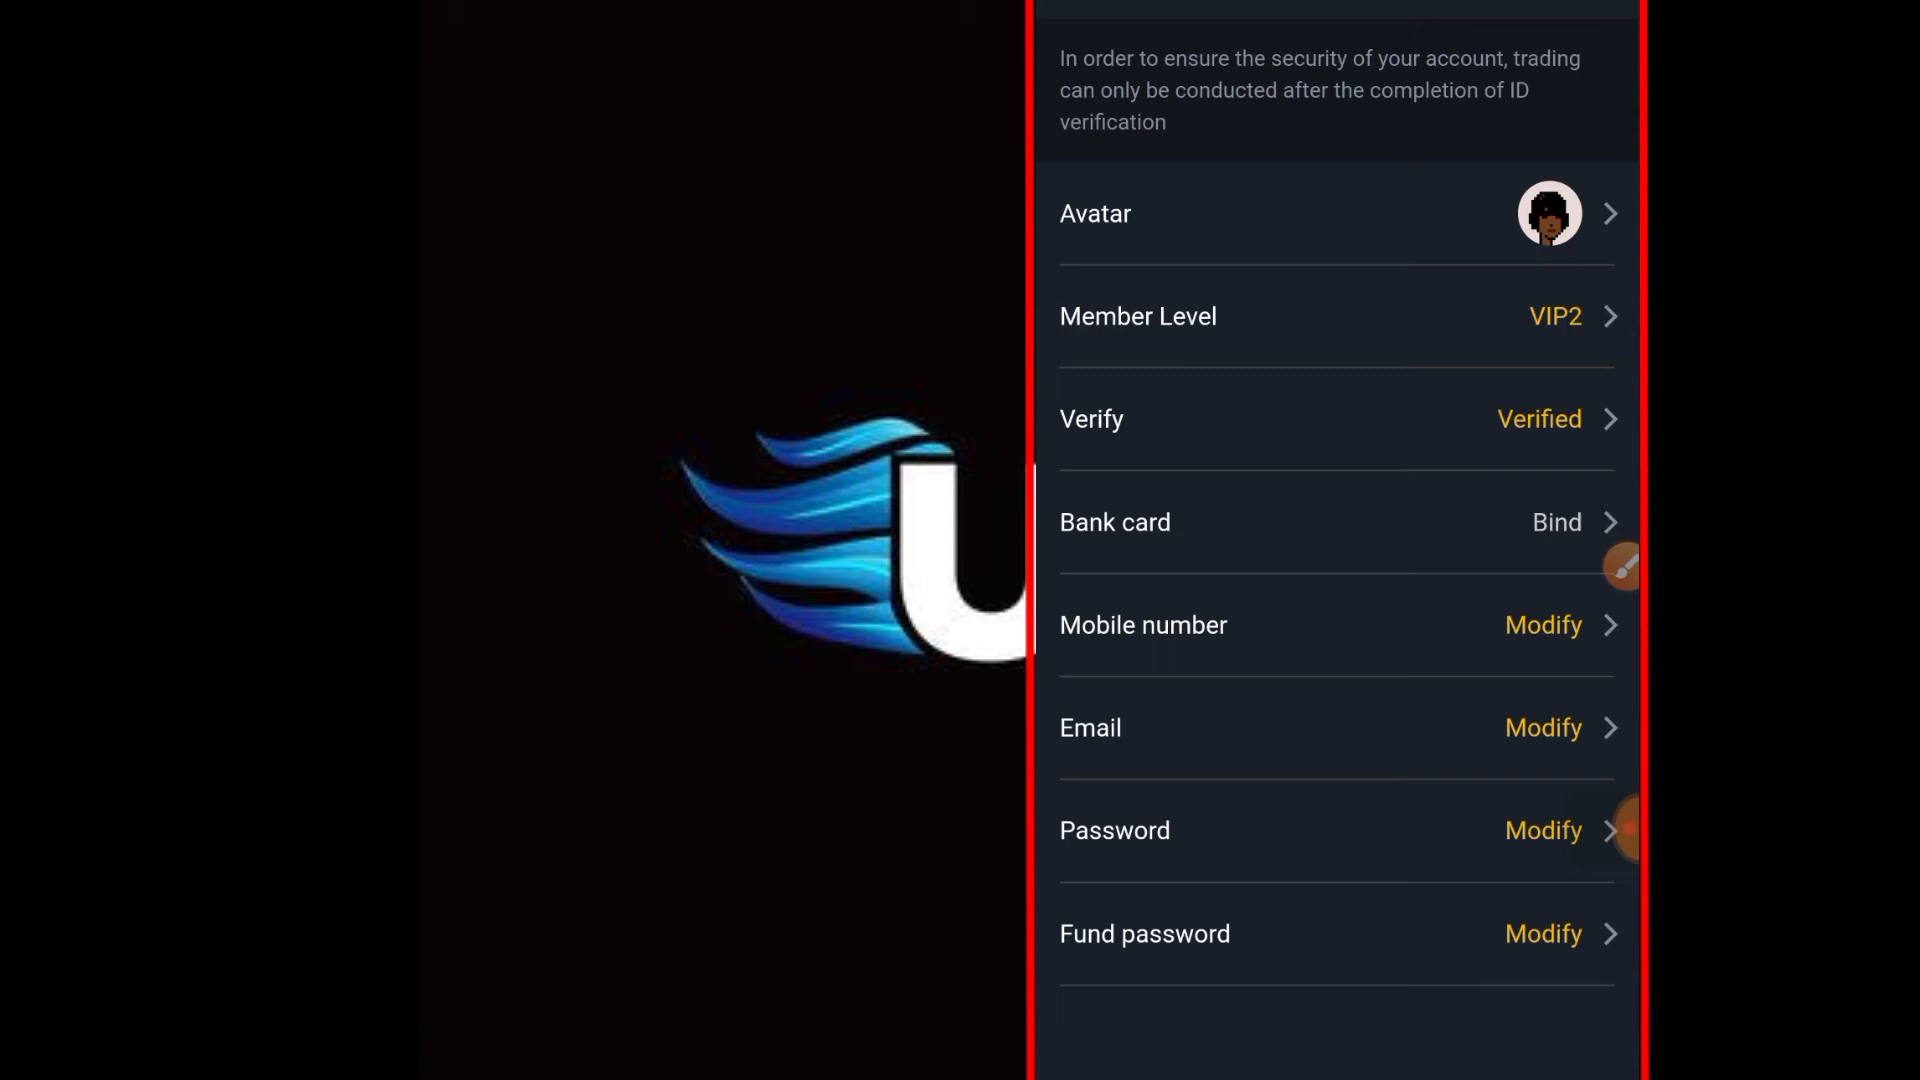 In order to ensure the security of your account, trading
can only be conducted after the completion of ID
verification
Avatar
Member Level VIP2
Verify Verified
Bank card Bind
Mobile number Modify
Email Modify
Password Modify
Fund password Modify
U